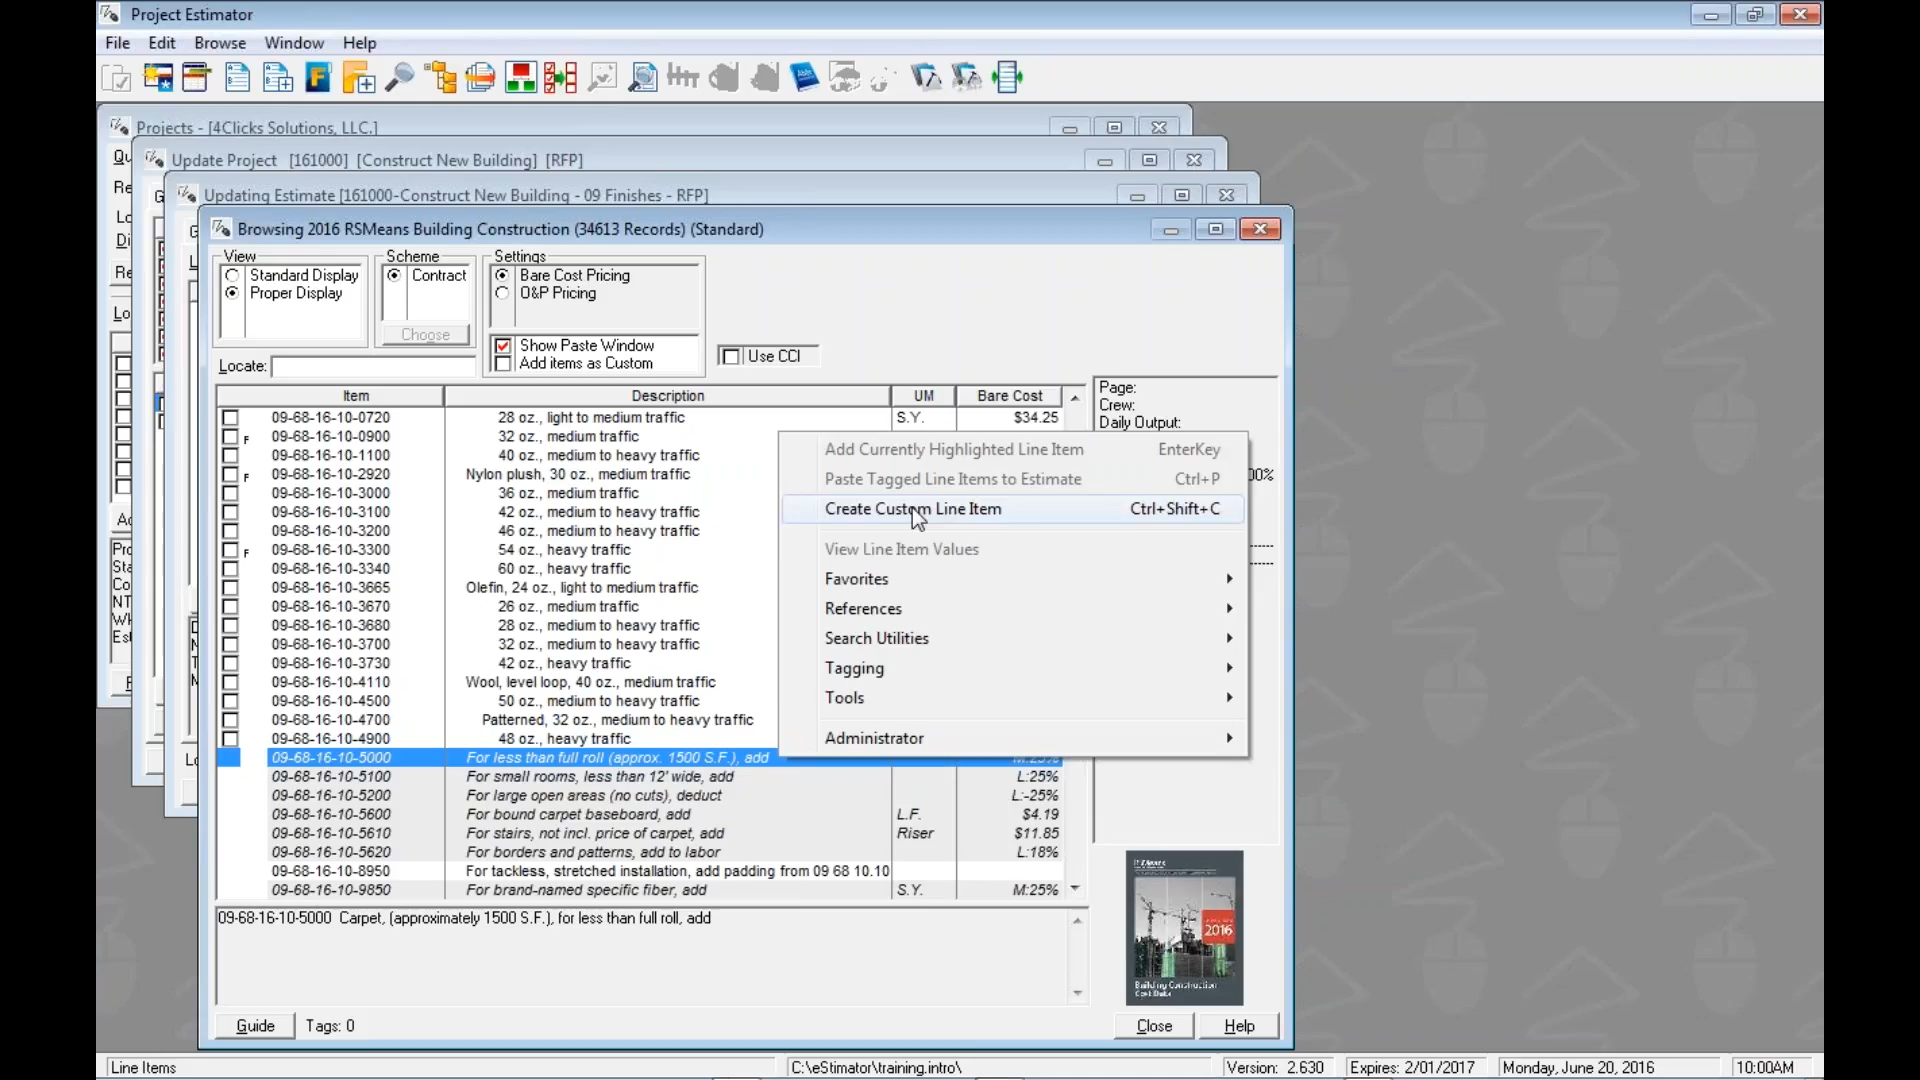 Project Estimator
File Edit Browse Window Help
Projects - [4Clicks Solutions, LLC.]
Update Project [161000] [Construct New Building] [RFP]
Updating Estimate [161000-Construct New Building - 09 Finishes - RFP]
Browsing 2016 RSMeans Building Construction (34613 Records) (Standard)
View
Standard Display
Proper Display
Scheme
Contract
Choose
Settings
Bare Cost Pricing
O&P Pricing
Show Paste Window
Add items as Custom
Use CCI
Locate:
Item Description UM Bare Cost
09-68-16-10-0720 28 oz., light to medium traffic S.Y. $34.25
F 09-68-16-10-0900 32 oz., medium traffic
09-68-16-10-1100 40 oz., medium to heavy traffic
F 09-68-16-10-2920 Nylon plush, 30 oz., medium traffic
09-68-16-10-3000 36 oz., medium traffic
09-68-16-10-3100 42 oz., medium to heavy traffic
09-68-16-10-3200 46 oz., medium to heavy traffic
F 09-68-16-10-3300 54 oz., heavy traffic
09-68-16-10-3340 60 oz., heavy traffic
09-68-16-10-3665 Olefin, 24 oz., light to medium traffic
09-68-16-10-3670 26 oz., medium traffic
09-68-16-10-3680 28 oz., medium to heavy traffic
09-68-16-10-3700 32 oz., medium to heavy traffic
09-68-16-10-3730 42 oz., heavy traffic
09-68-16-10-4110 Wool, level loop, 40 oz., medium traffic
09-68-16-10-4500 50 oz., medium to heavy traffic
09-68-16-10-4700 Patterned, 32 oz., medium to heavy traffic
09-68-16-10-4900 48 oz., heavy traffic
09-68-16-10-5000 For less than full roll (approx. 1500 S.F.), add M:25%
09-68-16-10-5100 For small rooms, less than 12' wide, add L:25%
09-68-16-10-5200 For large open areas (no cuts), deduct L:-25%
09-68-16-10-5600 For bound carpet baseboard, add L.F. $4.19
09-68-16-10-5610 For stairs, not incl. price of carpet, add Riser $11.85
09-68-16-10-5620 For borders and patterns, add to labor L:18%
09-68-16-10-8950 For tackless, stretched installation, add padding from 09 68 10.10
09-68-16-10-9850 For brand-named specific fiber, add S.Y. M:25%
Page:
Crew:
Daily Output:
00%
Add Currently Highlighted Line Item EnterKey
Paste Tagged Line Items to Estimate Ctrl+P
Create Custom Line Item Ctrl+Shift+C
View Line Item Values
Favorites
References
Search Utilities
Tagging
Tools
Administrator
09-68-16-10-5000 Carpet, (approximately 1500 S.F.), for less than full roll, add
2016
Building Construction
Cost Data
Guide Tags: 0 Close Help
Line Items C:\eStimator\training.intro\ Version: 2.630 Expires: 2/01/2017 Monday, June 20, 2016 10:00AM